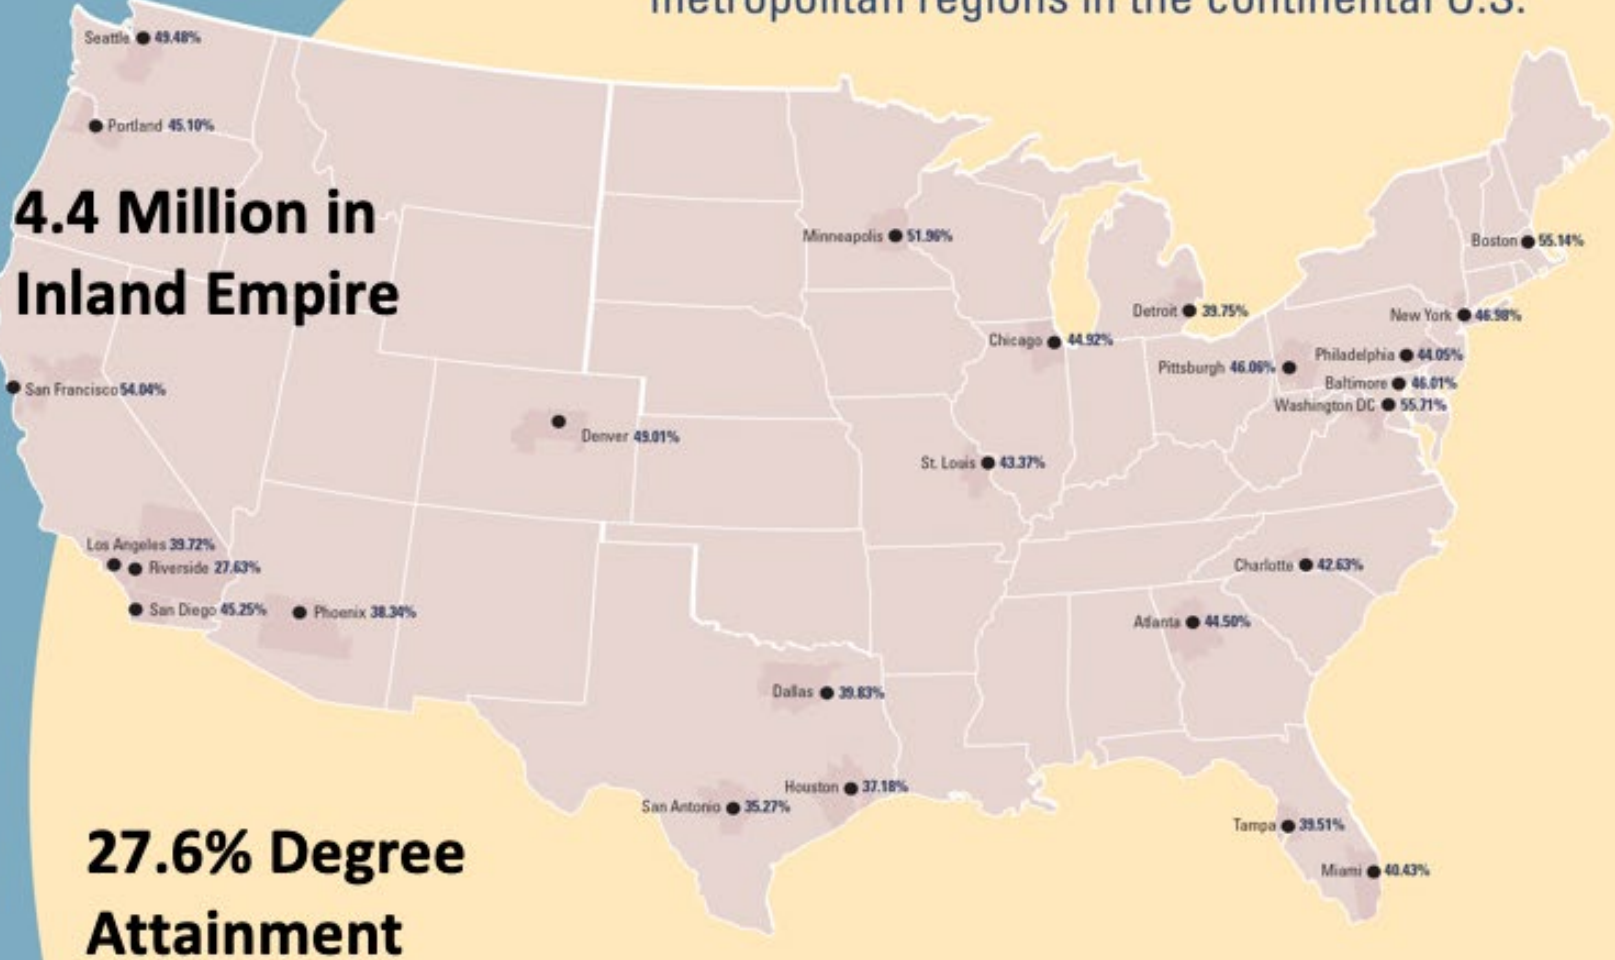 metropolitan regions in the continental U.S.
Seattle 49.48%
Portland 45.10%
4.4 Million in
Inland Empire
Minneapolis 51.96%
Boston 55.14%
Detroit 39.75%
New York 46.98%
Chicago 44.92%
Philadelphia 44.05%
Pittsburgh 46.06%
Baltimore 46.01%
San Francisco 54.04%
Washington DC 55.71%
Denver 49.01%
St. Louis 43.37%
Los Angeles 39.72%
Riverside 27.63%
Charlotte 42.63%
San Diego 45.25%
Phoenix 38.34%
Atlanta 44.50%
Dallas 39.83%
Houston 37.18%
San Antonio 35.27%
Tampa 39.51%
27.6% Degree
Attainment
Miami 40.43%